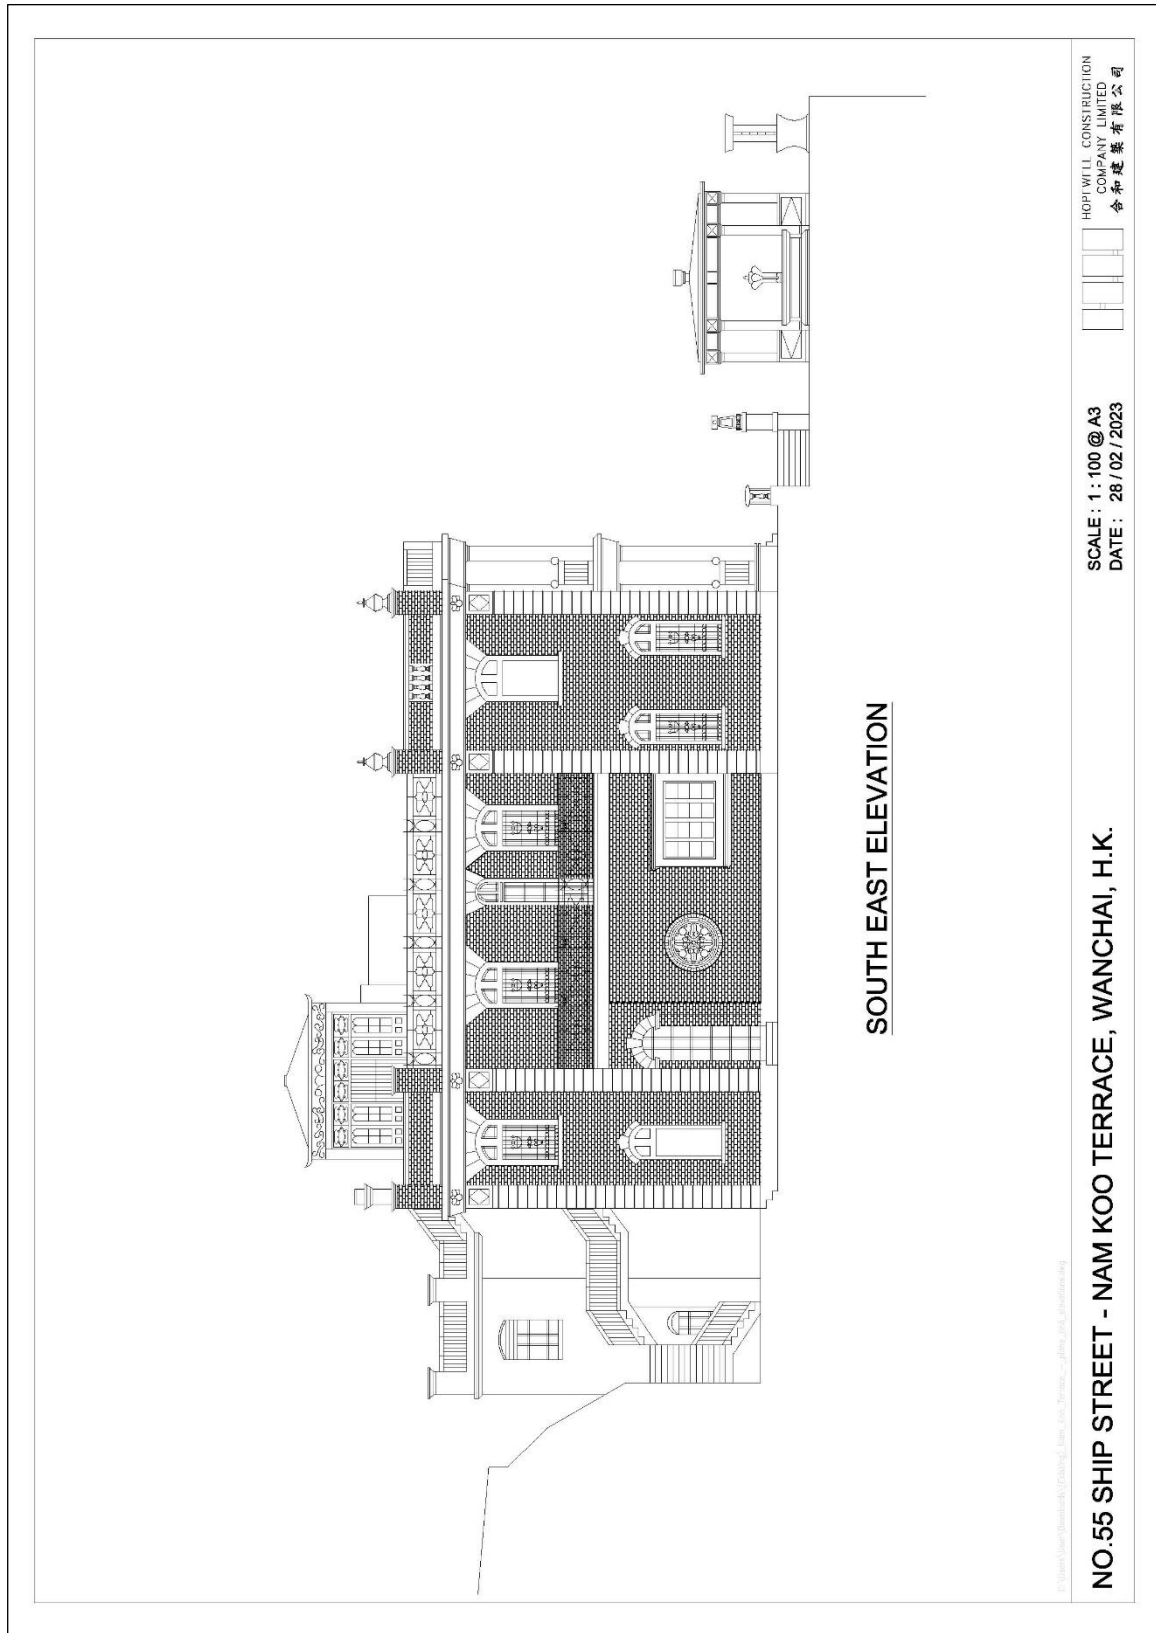 SOUTH EAST ELEVATION
NO.55 SHIP STREET - NAM KOO TERRACE, WANCHAI, H.K.
SCALE : 1 : 100 @ A3
DATE : 28 / 02 / 2023
HOPEWELL CONSTRUCTION
COMPANY LIMITED
合和建築有限公司